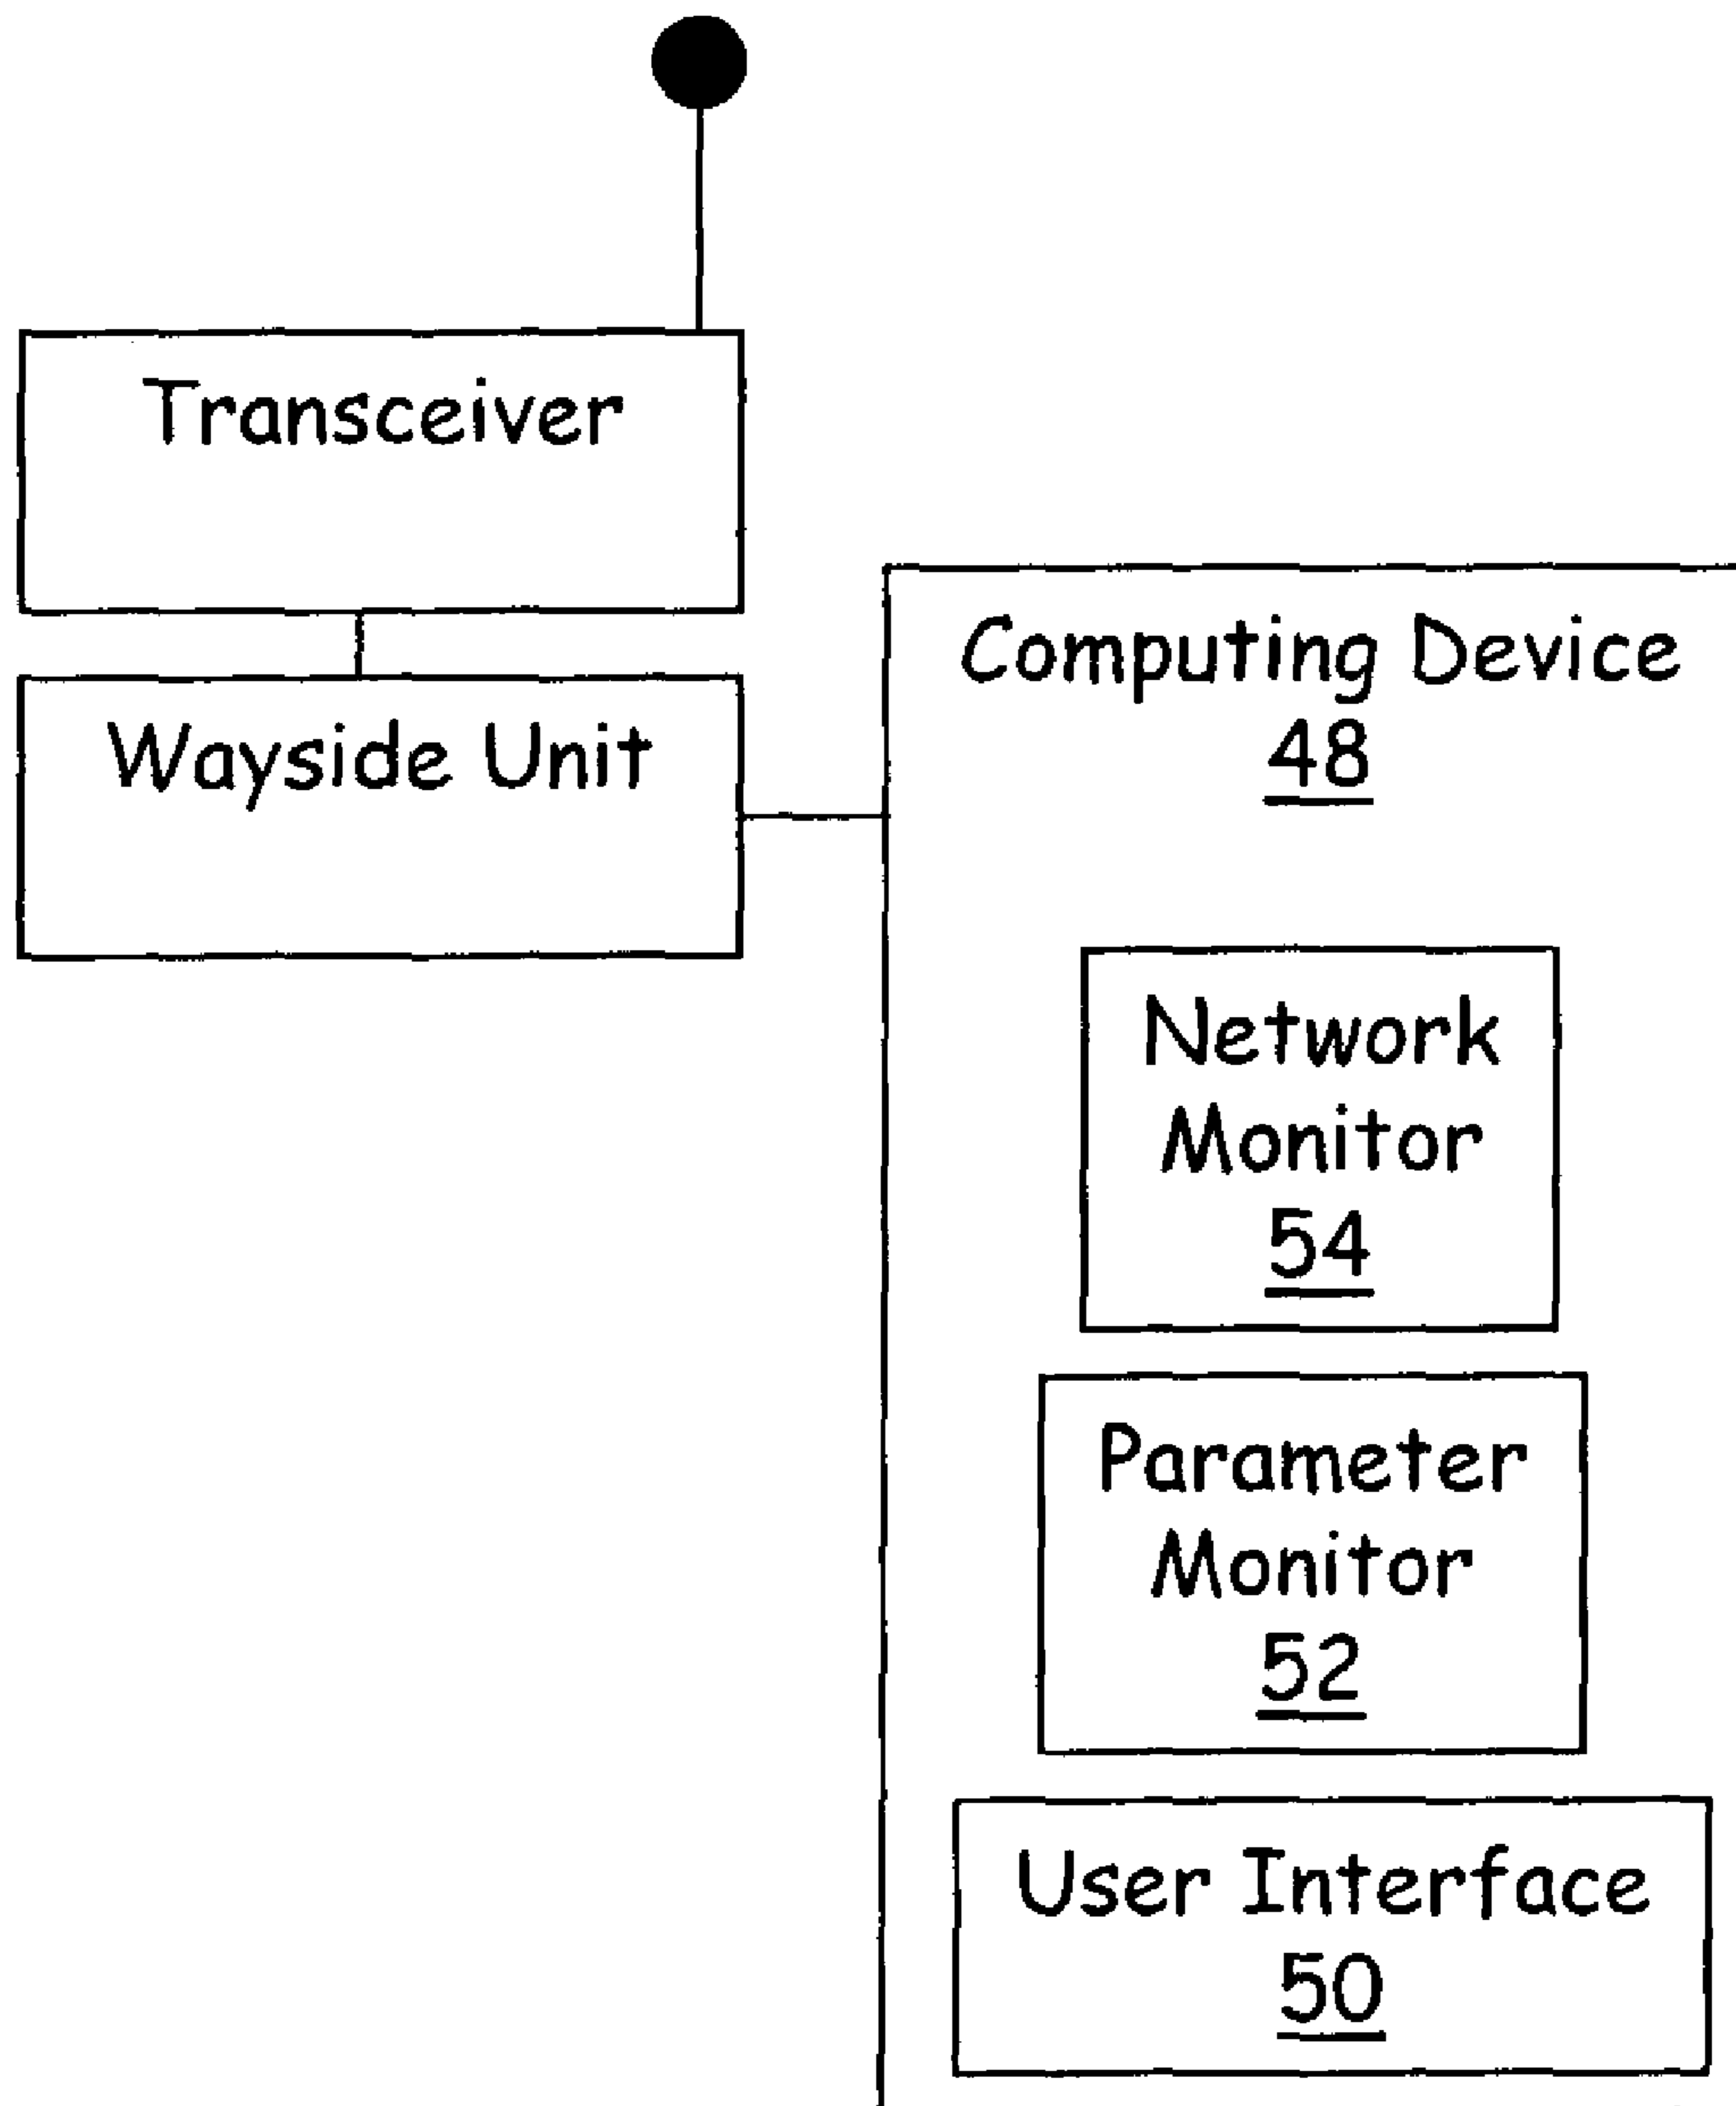 Transceiver
Wayside Unit
Computing Device
48
Network
Monitor
54
Parameter
Monitor
52
User Interface
50